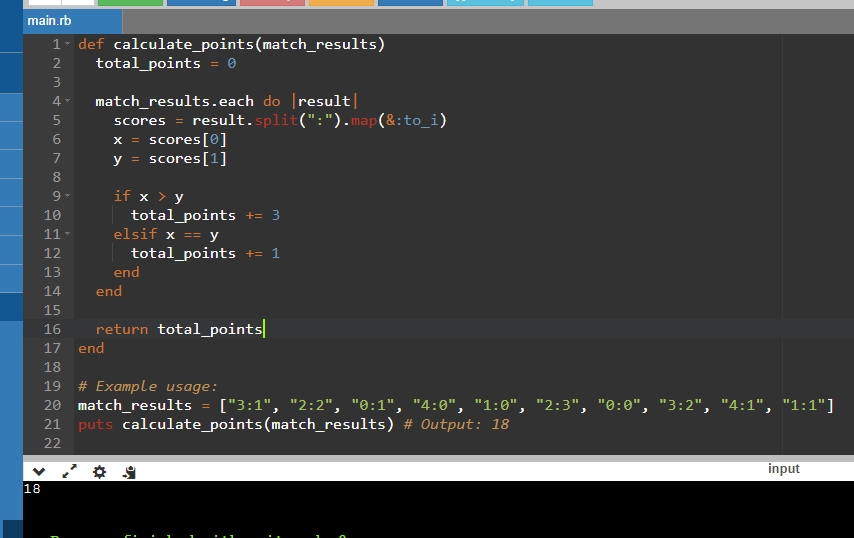 main.rb
1 def calculate_points(match_results)
2 total_points = 0
3
4 match_results.each do |result|
5 scores = result.split(":").map(&:to_i)
6 x = scores[0]
7 y = scores[1]
8
9 if x > y
10 total_points += 3
11 elsif x == y
12 total_points += 1
13 end
14 end
15
16 return total_points
17 end
18
19 # Example usage:
20 match_results = ["3:1", "2:2", "0:1", "4:0", "1:0", "2:3", "0:0", "3:2", "4:1", "1:1"]
21 puts calculate_points(match_results) # Output: 18
22
input
18